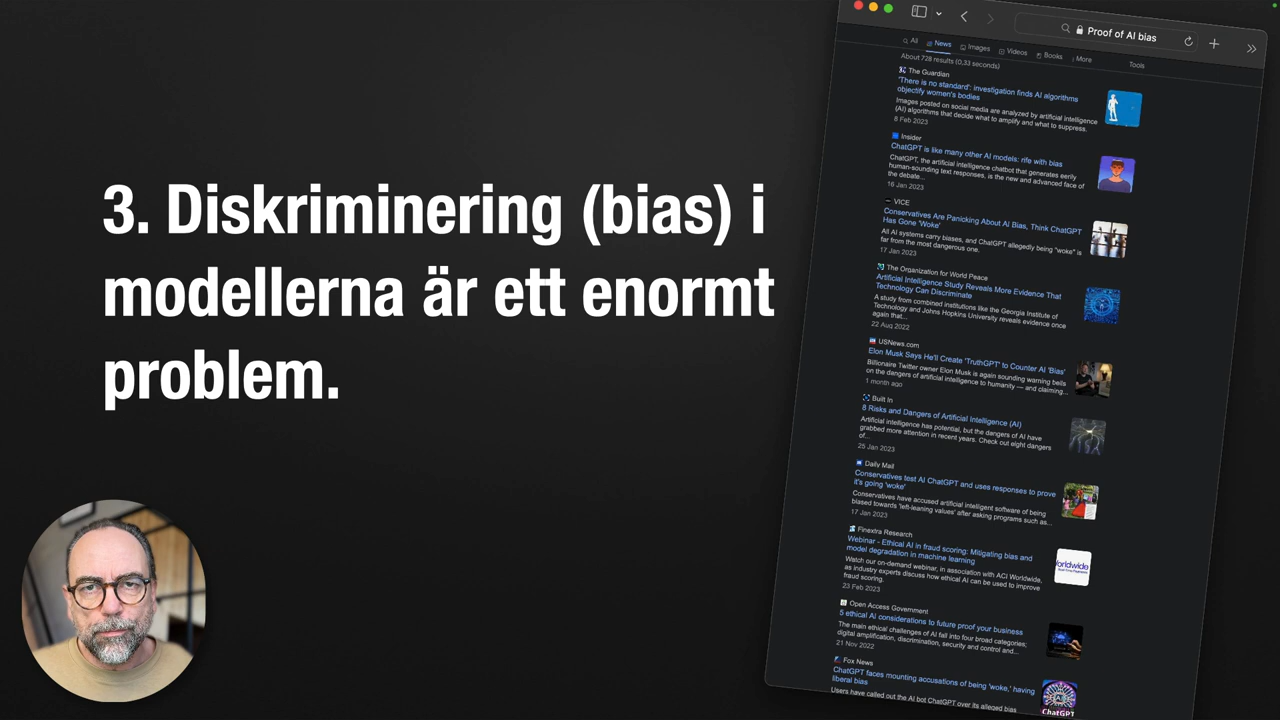 3. Diskriminering (bias) i
modellerna är ett enormt
problem.
Proof of AI bias
All
News
Images
Videos
Books
More
Tools
About 728 results (0,33 seconds)
The Guardian
'There is no standard': investigation finds AI algorithms
objectify women's bodies
Images posted on social media are analyzed by artificial intelligence
(AI) algorithms that decide what to amplify and what to suppress.
8 Feb 2023
Insider
ChatGPT is like many other AI models: rife with bias
ChatGPT, the artificial intelligence chatbot that generates eerily
human-sounding text responses, is the new and advanced face of
the debate...
16 Jan 2023
VICE
Conservatives Are Panicking About AI Bias, Think ChatGPT
Has Gone 'Woke'
All AI systems carry biases, and ChatGPT allegedly being "woke" is
far from the most dangerous one.
17 Jan 2023
The Organization for World Peace
Artificial Intelligence Study Reveals More Evidence That
Technology Can Discriminate
A study from combined institutions like the Georgia Institute of
Technology and Johns Hopkins University reveals evidence once
again that...
22 Aug 2022
USNews.com
Elon Musk Says He'll Create 'TruthGPT' to Counter AI 'Bias'
Billionaire Twitter owner Elon Musk is again sounding warning bells
on the dangers of artificial intelligence to humanity — and claiming...
1 month ago
Built In
8 Risks and Dangers of Artificial Intelligence (AI)
Artificial intelligence has potential, but the dangers of AI have
grabbed more attention in recent years. Check out eight dangers
of...
25 Jan 2023
Daily Mail
Conservatives test AI ChatGPT and uses responses to prove
it's going 'woke'
Conservatives have accused artificial intelligent software of being
biased towards 'left-leaning values' after asking programs such as...
17 Jan 2023
Finextra Research
Webinar - Ethical AI in fraud scoring: Mitigating bias and
model degradation in machine learning
Watch our on-demand webinar, in association with ACI Worldwide,
as industry experts discuss how ethical AI can be used to improve
fraud scoring.
23 Feb 2023
orldwide
Open Access Government
5 ethical AI considerations to future proof your business
The main ethical challenges of AI fall into four broad categories;
digital amplification, discrimination, security and control and...
21 Nov 2022
Fox News
ChatGPT faces mounting accusations of being 'woke,' having
liberal bias
Users have called out the AI bot ChatGPT over its alleged bias
ChatGPT